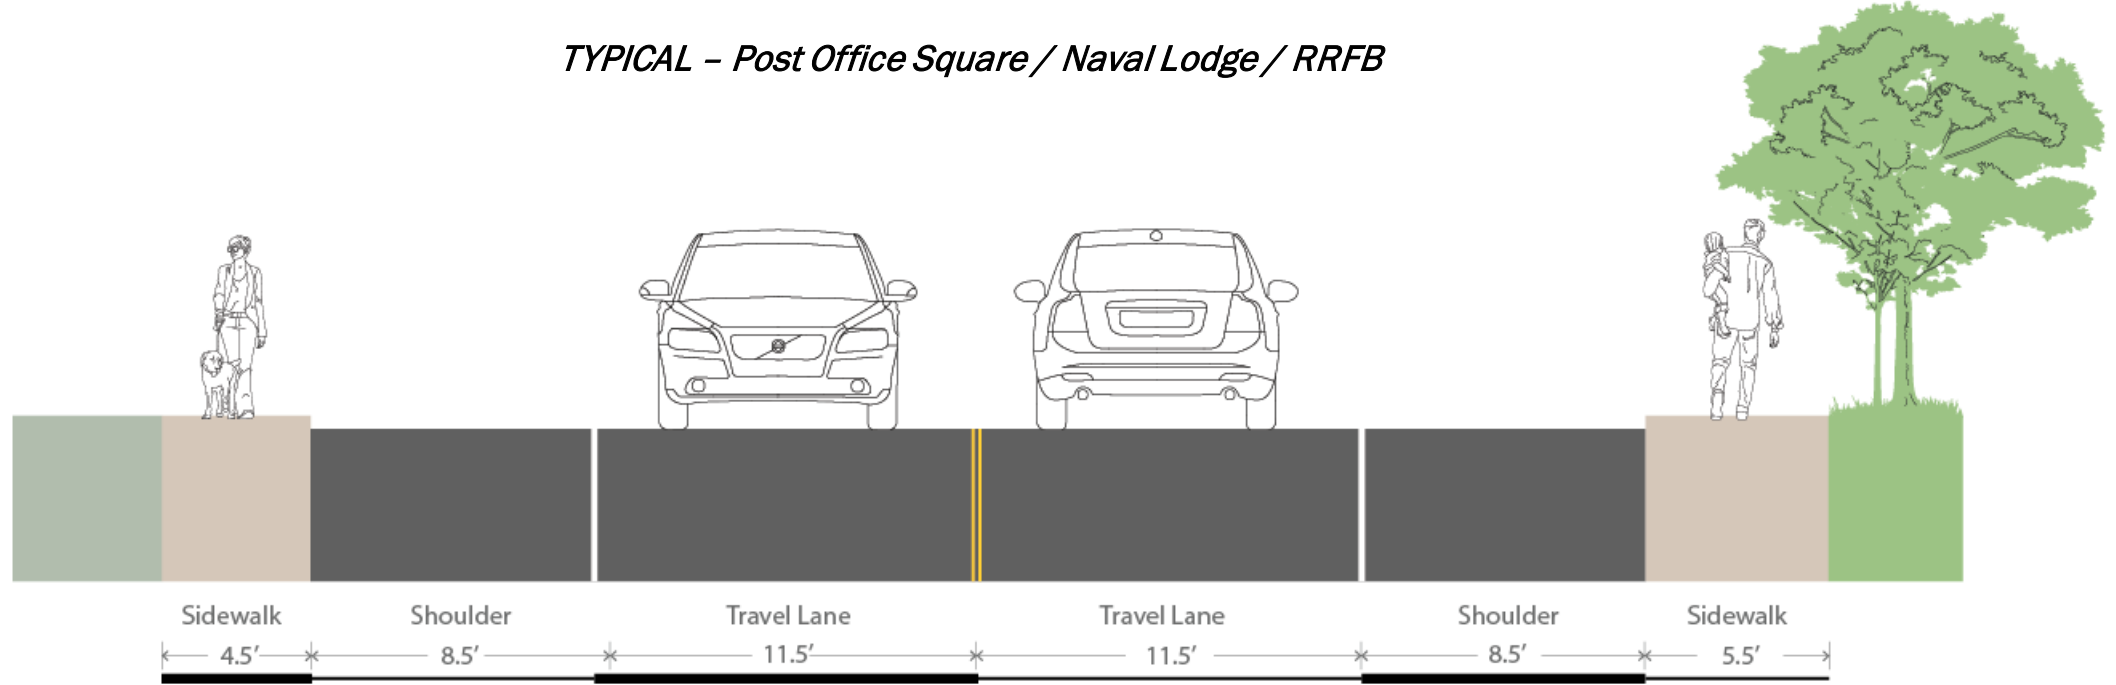 TYPICAL – Post Office Square / Naval Lodge / RRFB
Sidewalk Shoulder Travel Lane Travel Lane Shoulder Sidewalk
4.5’ 8.5’ 11.5’ 11.5’ 8.5’ 5.5’